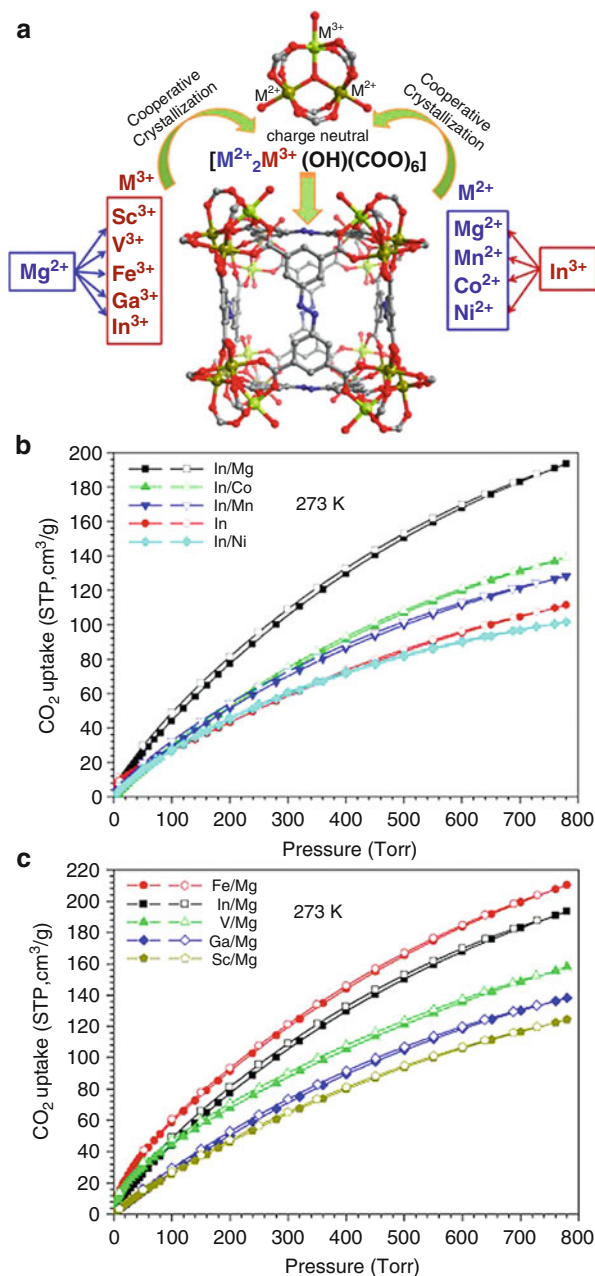 a
M3+
M2+
M2+
Cooperative
Crystallization
Cooperative
Crystallization
charge neutral
[M2+2M3+ (OH)(COO)6]
M3+
Sc3+
V3+
Fe3+
Ga3+
In3+
Mg2+
M2+
Mg2+
Mn2+
Co2+
Ni2+
In3+
b
200
180
160
140
120
100
80
60
40
20
0
CO2 uptake (STP,cm3/g)
In/Mg
In/Co
In/Mn
In
In/Ni
273 K
0 100 200 300 400 500 600 700 800
Pressure (Torr)
c
220
200
180
160
140
120
100
80
60
40
20
0
CO2 uptake (STP,cm3/g)
Fe/Mg
In/Mg
V/Mg
Ga/Mg
Sc/Mg
273 K
0 100 200 300 400 500 600 700 800
Pressure (Torr)